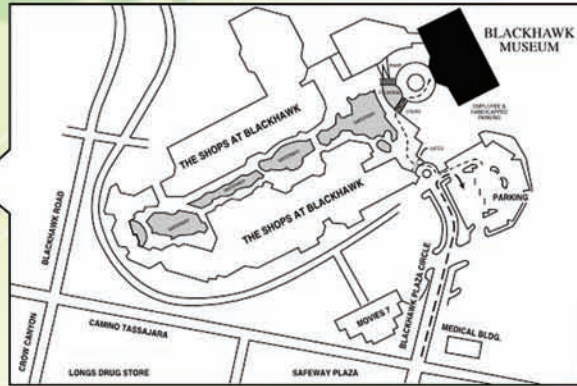 BLACKHAWK
MUSEUM
EMPLOYEE &
HANDICAPPED
PARKING
THE SHOPS AT BLACKHAWK
THE SHOPS AT BLACKHAWK
PARKING
BLACKHAWK ROAD
BLACKHAWK PLAZA CIRCLE
MOVIES 7
MEDICAL BLDG.
CROW CANYON
CAMINO TASSAJARA
LONGS DRUG STORE
SAFEWAY PLAZA